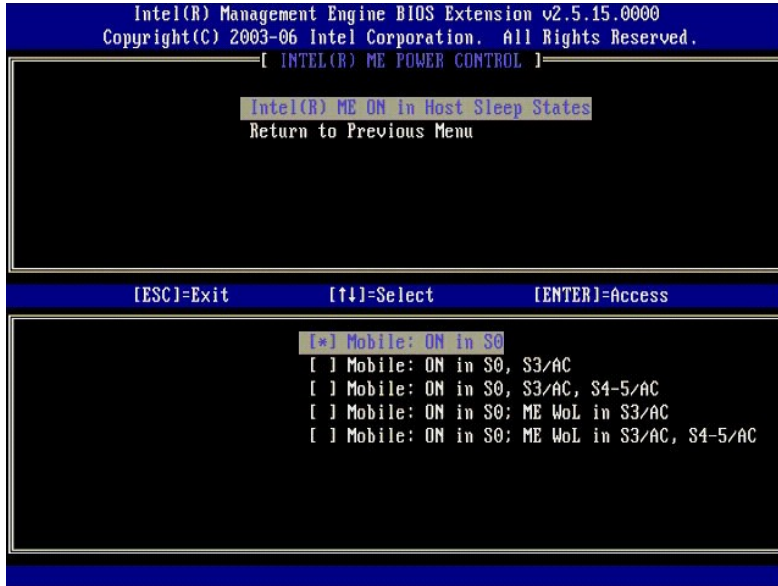 Intel(R) Management Engine BIOS Extension v2.5.15.0000
Copyright(C) 2003-06 Intel Corporation. All Rights Reserved.
[ INTEL(R) ME POWER CONTROL ]
Intel(R) ME ON in Host Sleep States
Return to Previous Menu
[ESC]=Exit [↑↓]=Select [ENTER]=Access
[*] Mobile: ON in S0
[ ] Mobile: ON in S0, S3/AC
[ ] Mobile: ON in S0, S3/AC, S4-5/AC
[ ] Mobile: ON in S0; ME WoL in S3/AC
[ ] Mobile: ON in S0; ME WoL in S3/AC, S4-5/AC